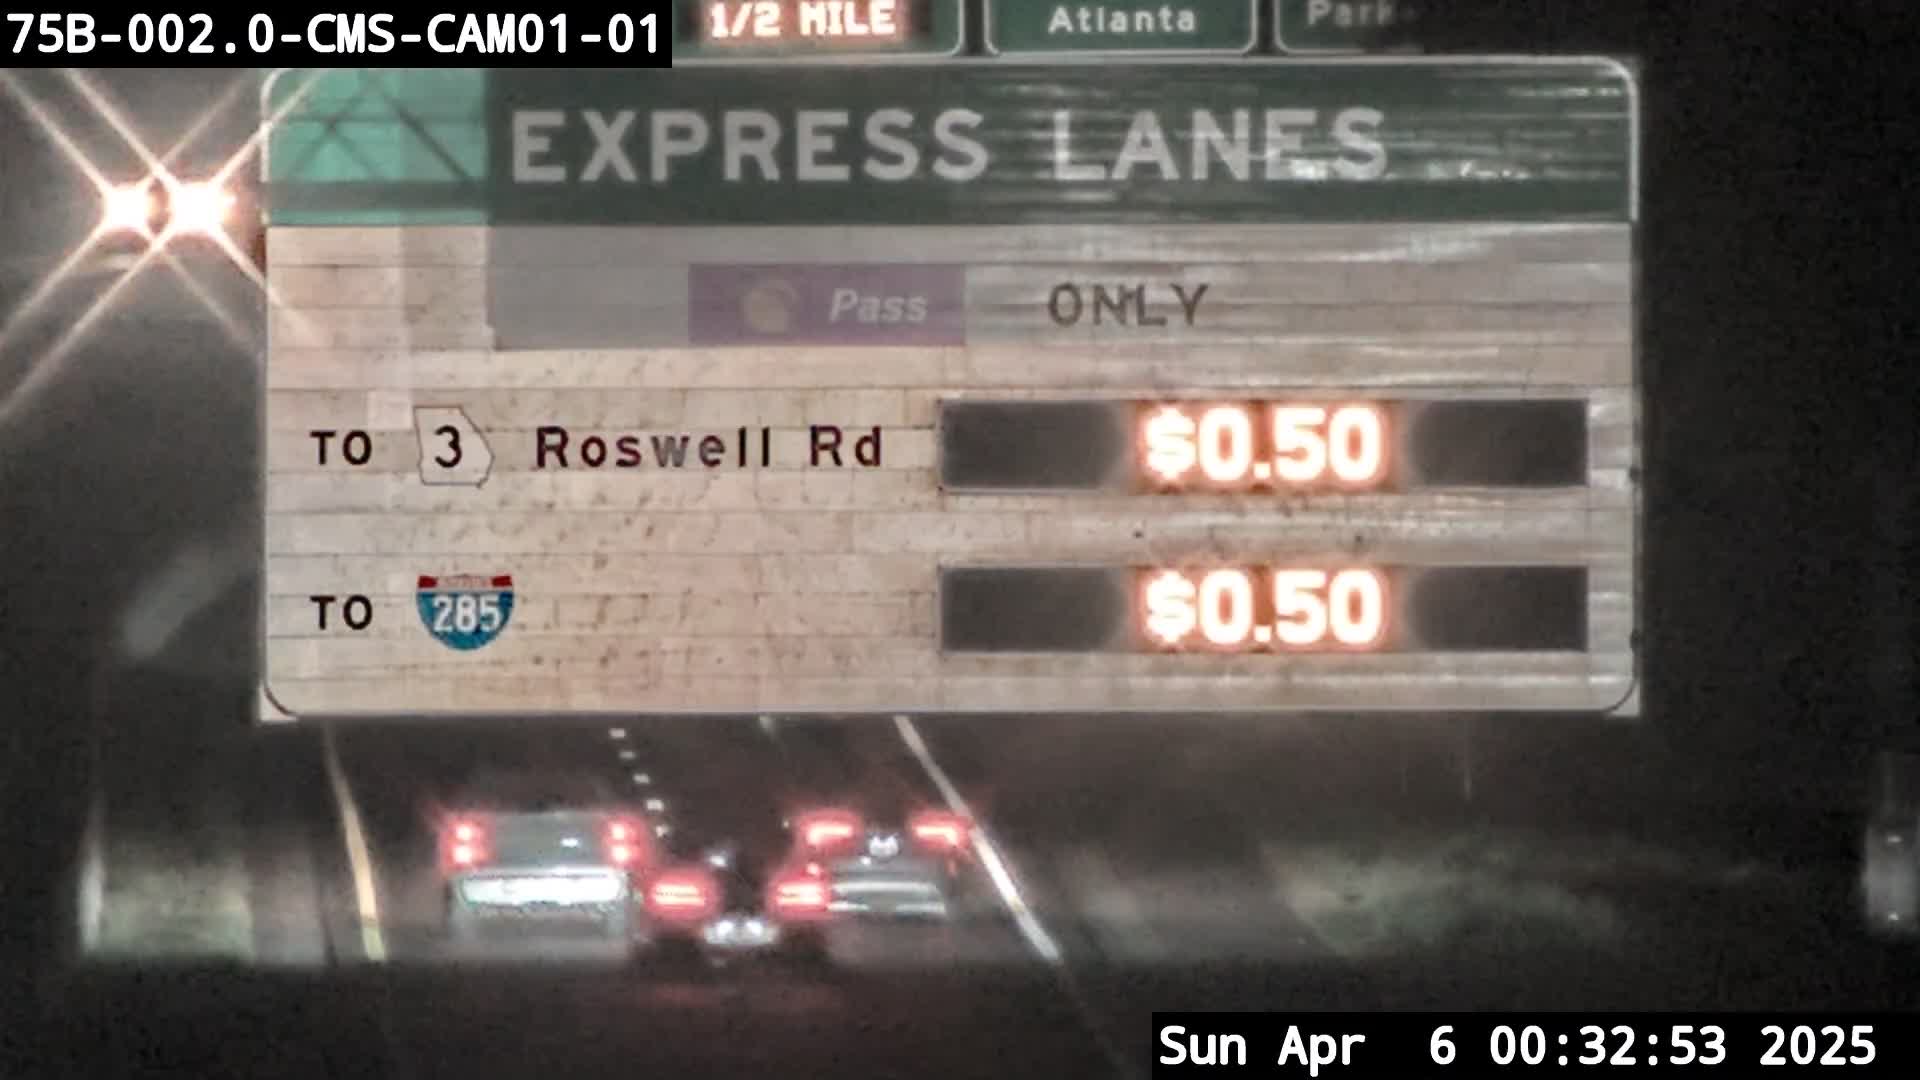 75B-002.0-CMS-CAM01-01
1/2 MILE
Atlanta
EXPRESS LANES
Pass ONLY
TO 3 Roswell Rd $0.50
TO 285 $0.50
Sun Apr 6 00:32:53 2025